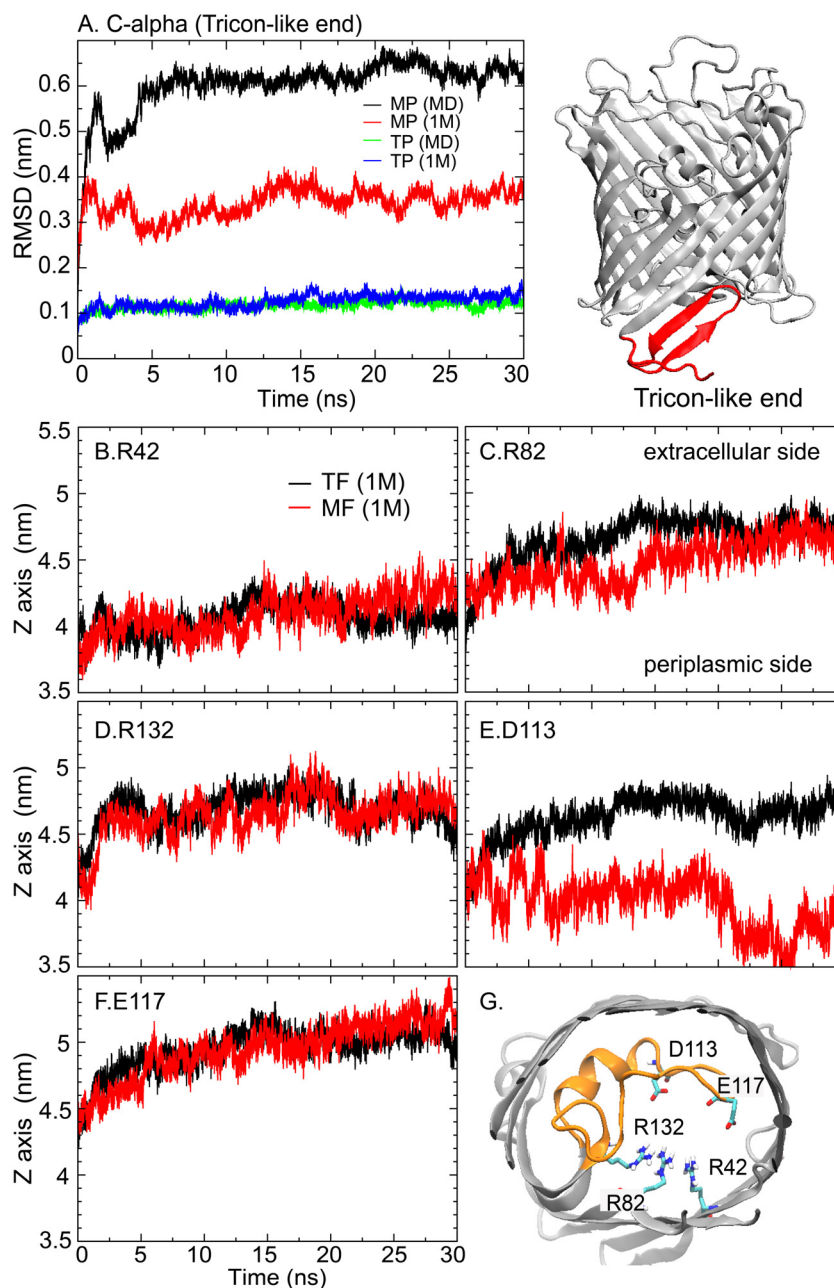 A. C-alpha (Tricon-like end)
RMSD (nm)
0.6
0.5
0.4
0.3
0.2
0.1
0
MP (MD)
MP (1M)
TP (MD)
TP (1M)
0 5 10 15 20 25 30
Time (ns)
Tricon-like end
B.R42
Z axis (nm)
5.5
5
4.5
4
3.5
TF (1M)
MF (1M)
C.R82
extracellular side
periplasmic side
D.R132
Z axis (nm)
5
4.5
4
3.5
E.D113
F.E117
Z axis (nm)
5
4.5
4
3.5
0 5 10 15 20 25 30
Time (ns)
G.
D113
E117
R132
R42
R82